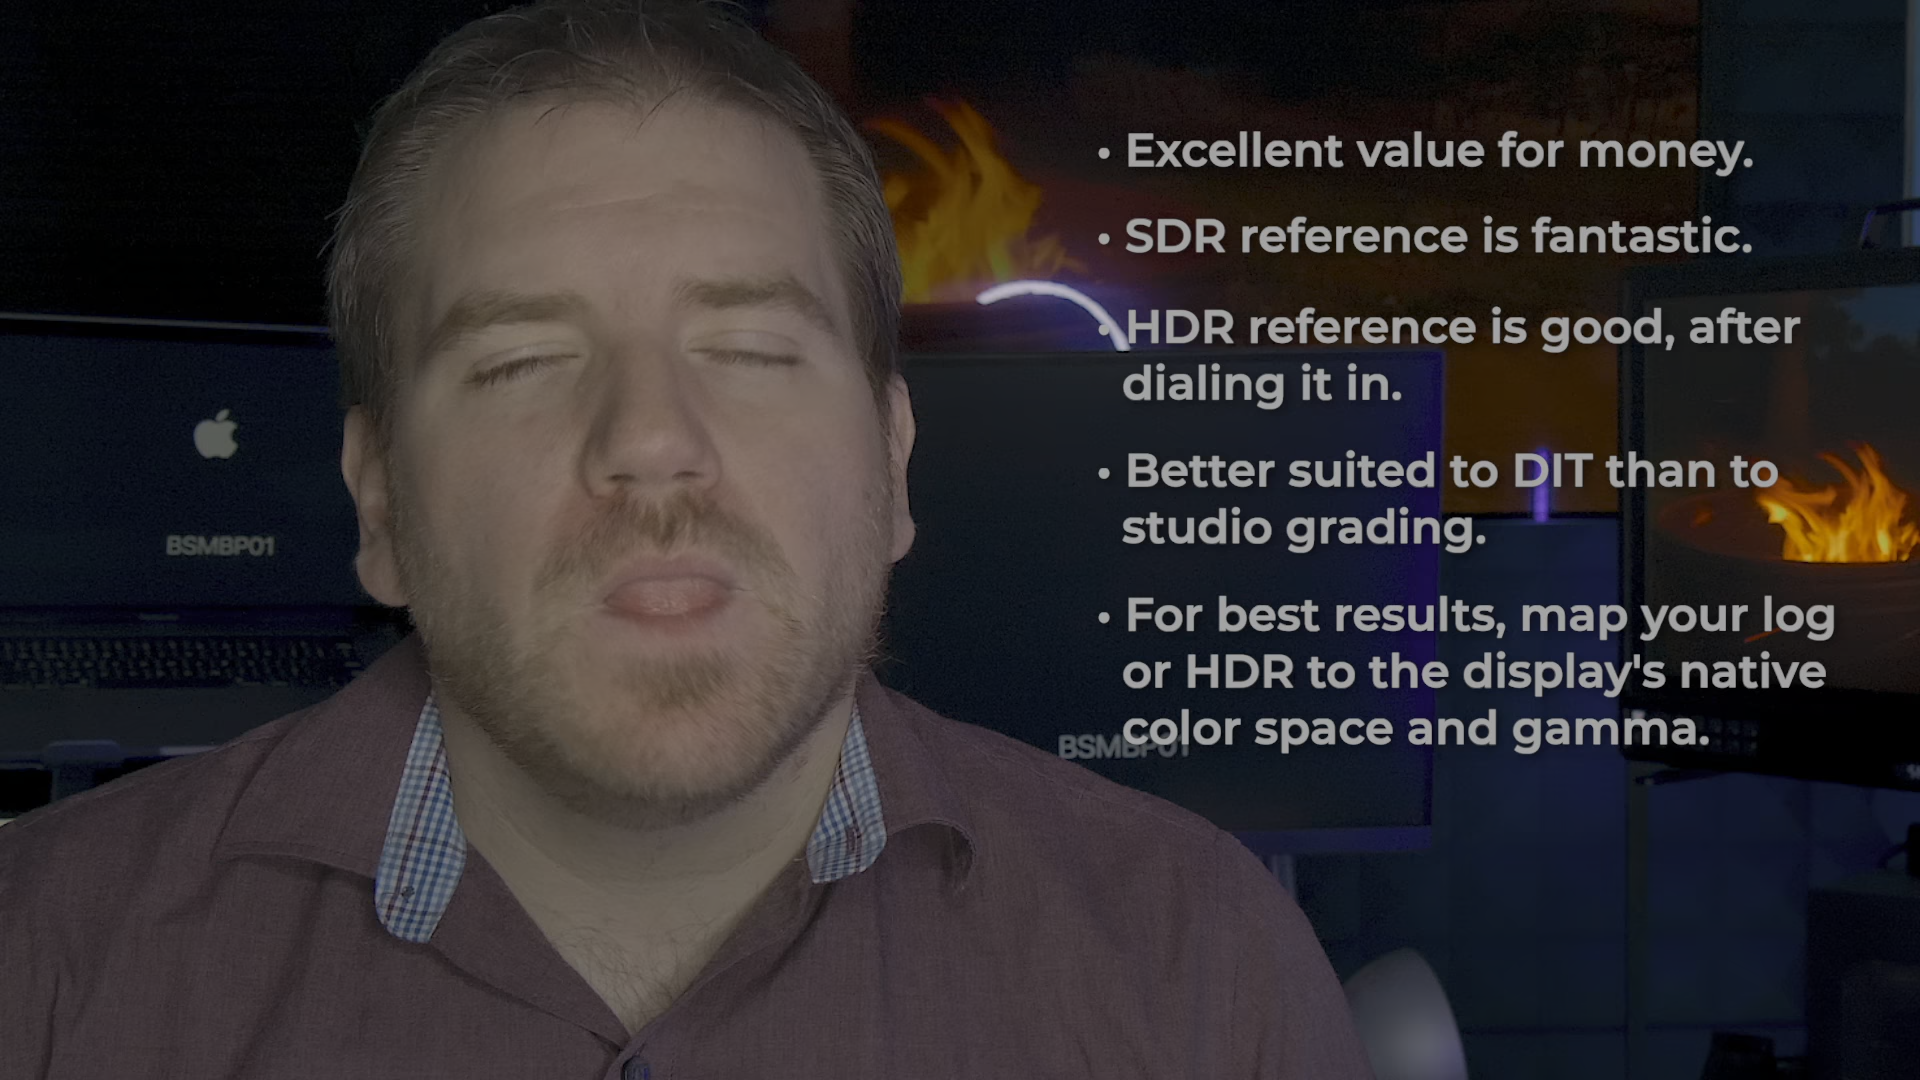 • Excellent value for money.
• SDR reference is fantastic.
• HDR reference is good, after
dialing it in.
• Better suited to DIT than to
studio grading.
• For best results, map your log
or HDR to the display's native
color space and gamma.
BSMBP01
BSMBP01